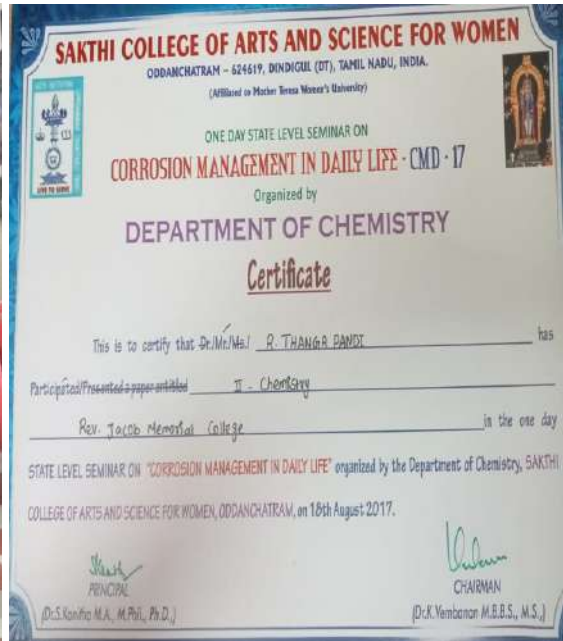 SAKTHI COLLEGE OF ARTS AND SCIENCE FOR WOMEN
ODDANCHATRAM – 624619, DINDIGUL (DT), TAMIL NADU, INDIA.
(Affiliated to Mother Teresa Women's University)
LIVE TO SERVE
ONE DAY STATE LEVEL SEMINAR ON
CORROSION MANAGEMENT IN DAILY LIFE - CMD - 17
Organized by
DEPARTMENT OF CHEMISTRY
Certificate
This is to certify that Dr./Mr./Ms./ R. THANGA PANDI has
Participated/Presented a paper entitled II - Chemistry
Rev. Jacob Memorial College in the one day
STATE LEVEL SEMINAR ON "CORROSION MANAGEMENT IN DAILY LIFE" organized by the Department of Chemistry, SAKTHI
COLLEGE OF ARTS AND SCIENCE FOR WOMEN, ODDANCHATRAM, on 18th August 2017.
PRINCIPAL
(Dr.S.Kanitha M.A., M.Phil., Ph.D.,)
CHAIRMAN
(Dr.K.Vembanan M.B.B.S., M.S.,)